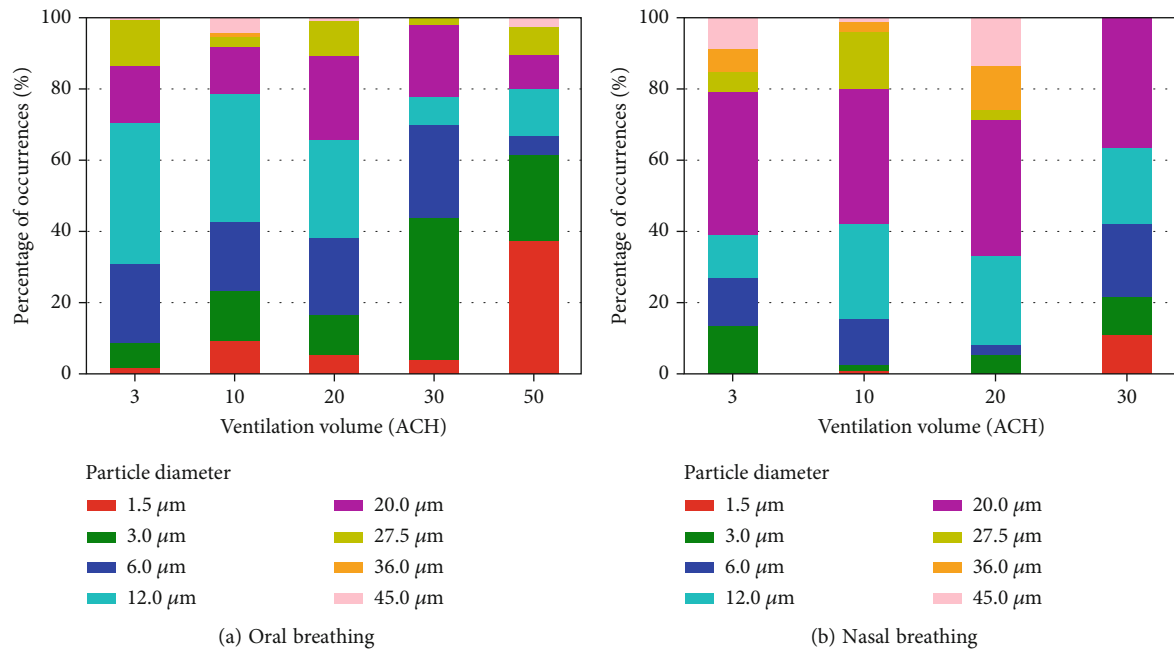 Percentage of occurrences (%)
100
80
60
40
20
0
3 10 20 30 50
Ventilation volume (ACH)
Particle diameter
1.5 μm 20.0 μm
3.0 μm 27.5 μm
6.0 μm 36.0 μm
12.0 μm 45.0 μm
(a) Oral breathing
Percentage of occurrences (%)
100
80
60
40
20
0
3 10 20 30
Ventilation volume (ACH)
Particle diameter
1.5 μm 20.0 μm
3.0 μm 27.5 μm
6.0 μm 36.0 μm
12.0 μm 45.0 μm
(b) Nasal breathing